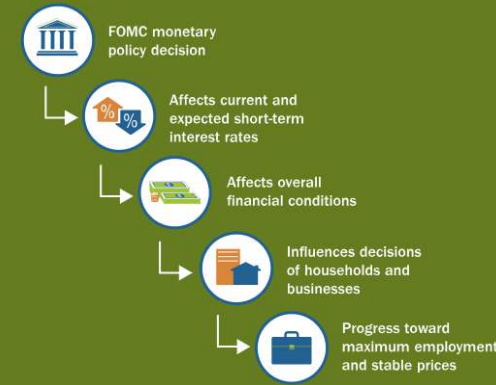 FOMC monetary
policy decision
%
%
Affects current and
expected short-term
interest rates
Affects overall
financial conditions
Influences decisions
of households and
businesses
Progress toward
maximum employment
and stable prices